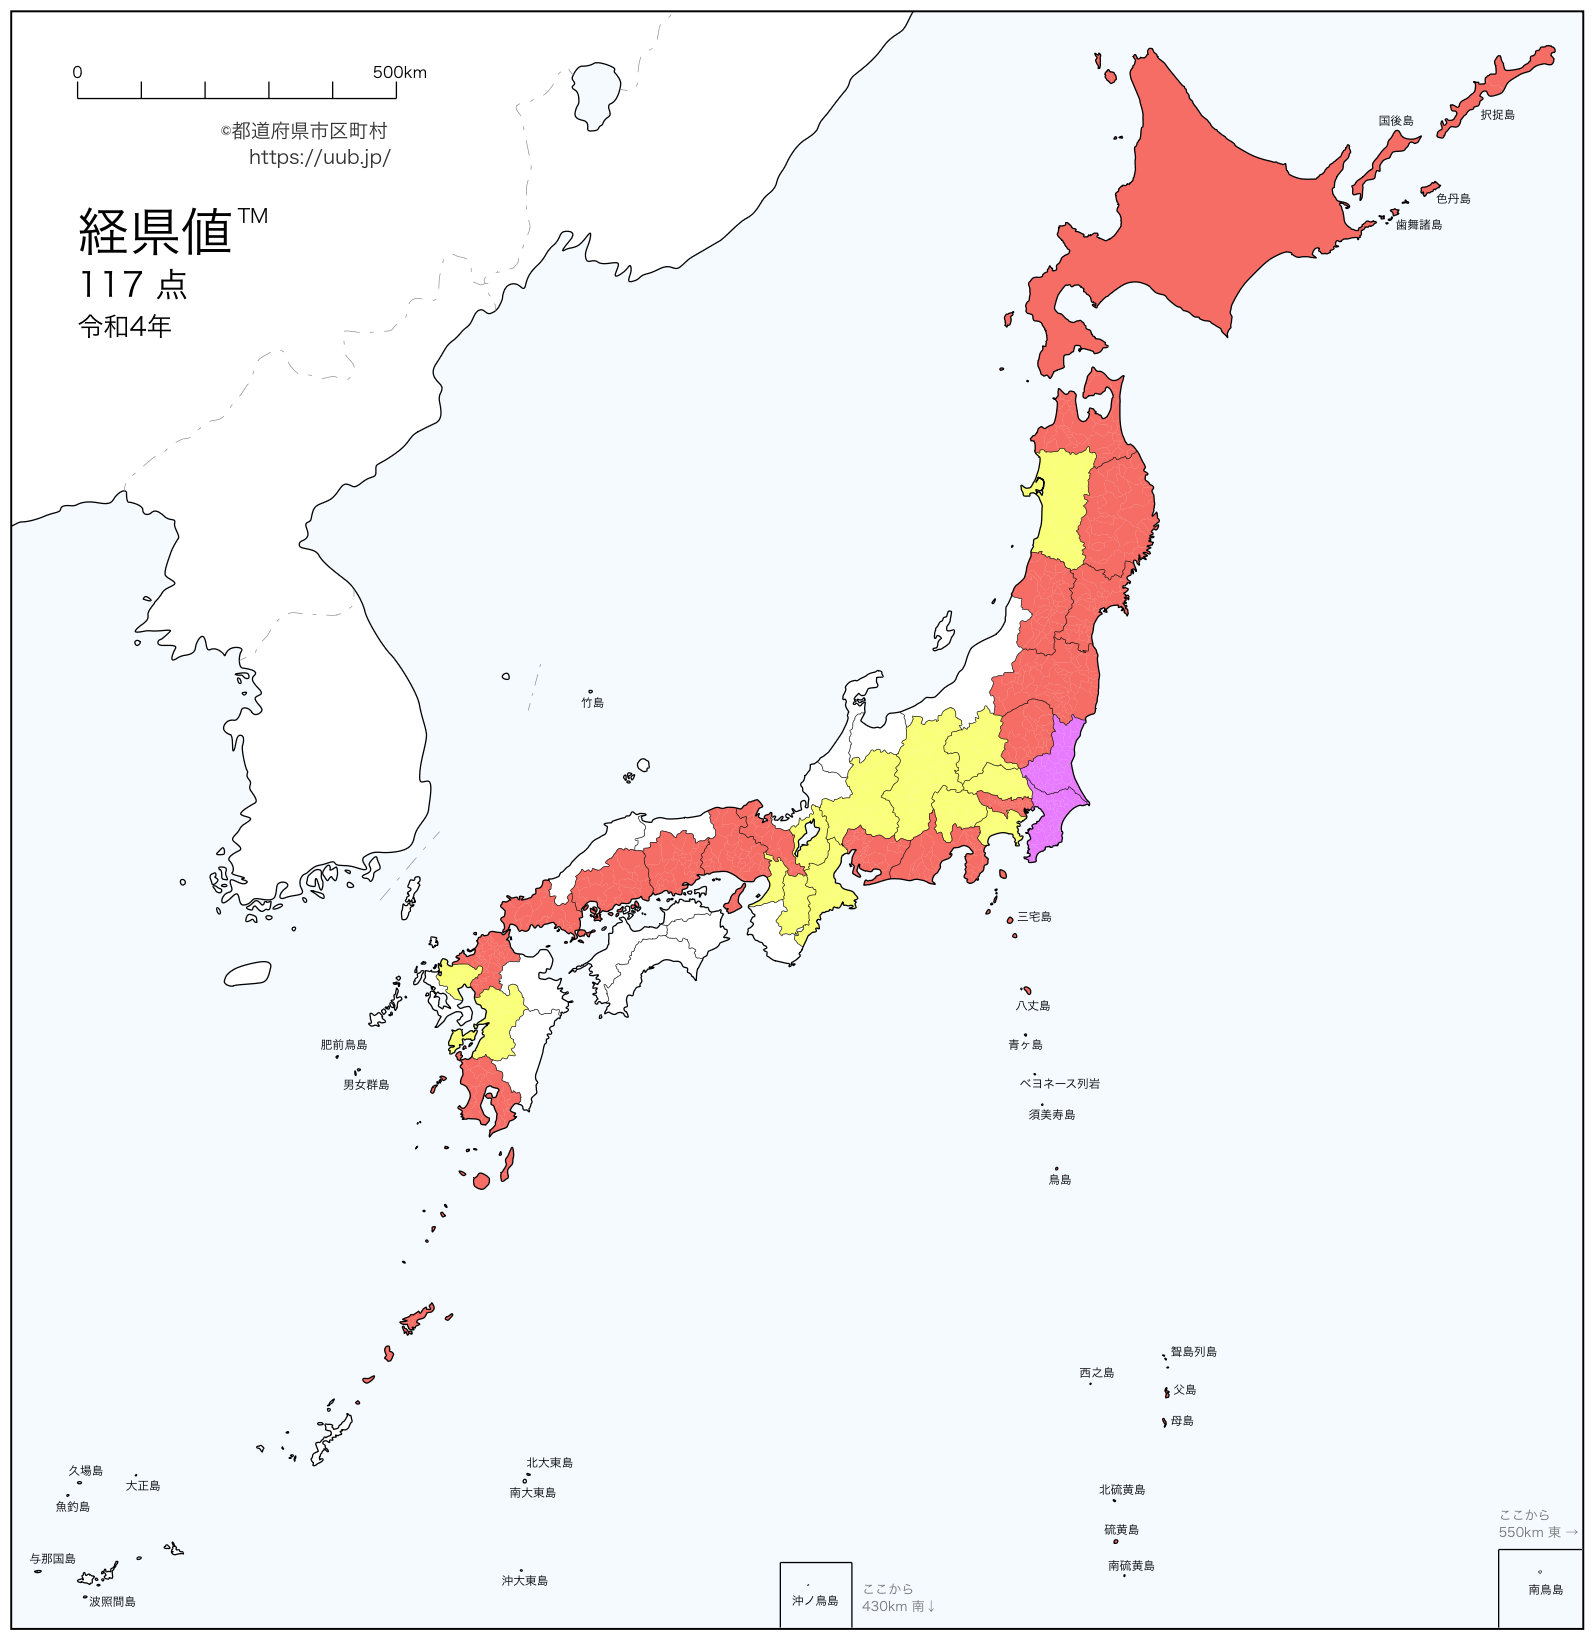 0
500km
©都道府県市区町村
https://uub.jp/
経県値™
117 点
令和4年
国後島
択捉島
色丹島
歯舞諸島
竹島
三宅島
八丈島
青ヶ島
ベヨネース列岩
須美寿島
鳥島
肥前鳥島
男女群島
西之島
聟島列島
父島
母島
北硫黄島
硫黄島
南硫黄島
久場島
大正島
魚釣島
与那国島
波照間島
北大東島
南大東島
沖大東島
沖ノ鳥島
ここから
430km 南↓
ここから
550km 東→
南鳥島